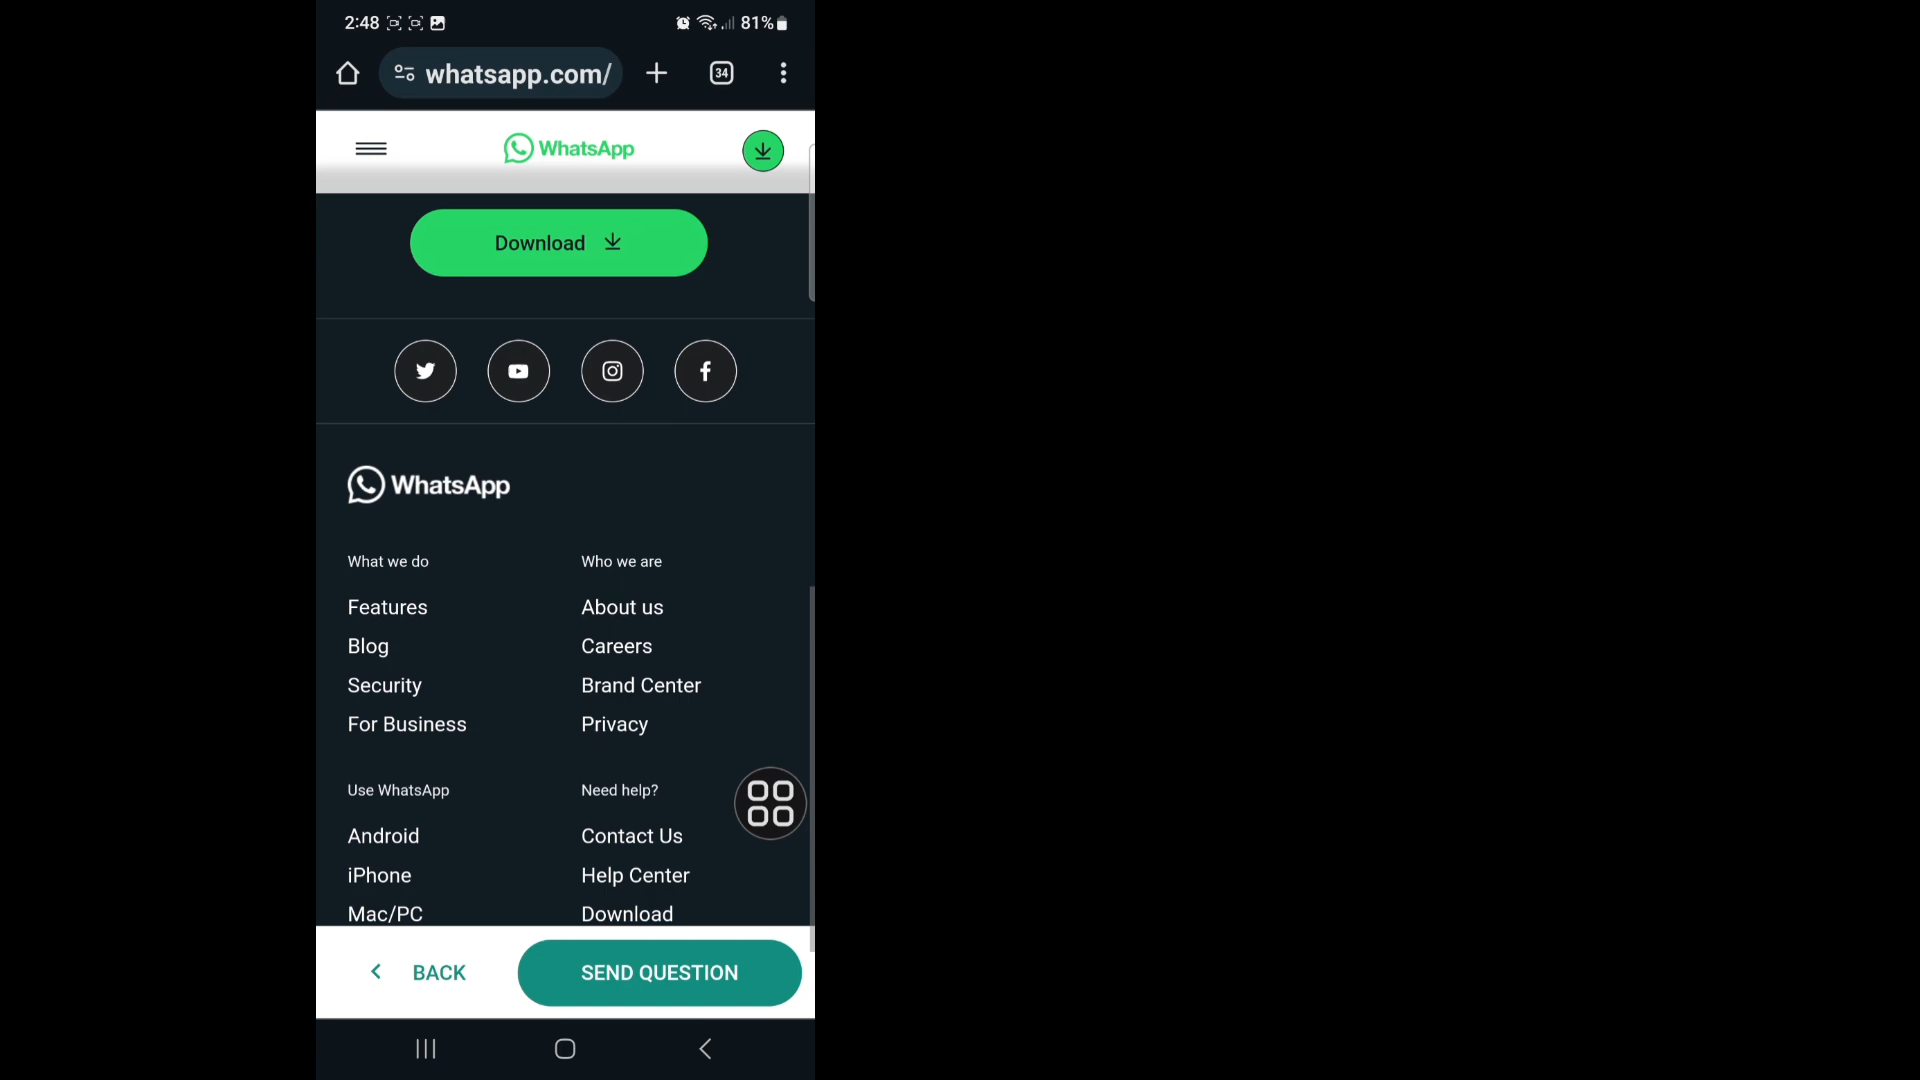 2:48
81%
whatsapp.com/
34
WhatsApp
Download
WhatsApp
What we do
Who we are
Features
About us
Blog
Careers
Security
Brand Center
For Business
Privacy
Use WhatsApp
Need help?
Android
Contact Us
iPhone
Help Center
Mac/PC
Download
BACK
SEND QUESTION